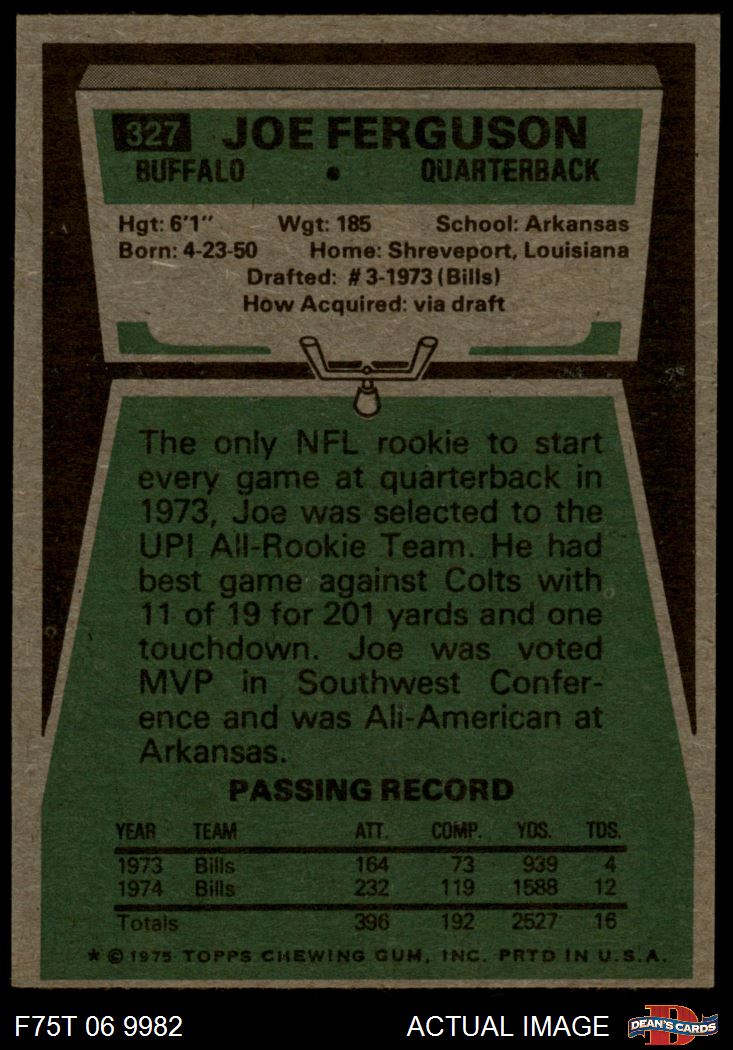 327 JOE FERGUSON
BUFFALO • QUARTERBACK
Hgt: 6'1" Wgt: 185 School: Arkansas
Born: 4-23-50 Home: Shreveport, Louisiana
Drafted: #3-1973 (Bills)
How Acquired: via draft
The only NFL rookie to start
every game at quarterback in
1973, Joe was selected to the
UPI All-Rookie Team. He had
best game against Colts with
11 of 19 for 201 yards and one
touchdown. Joe was voted
MVP in Southwest Confer-
ence and was All-American at
Arkansas.
PASSING RECORD
YEAR TEAM ATT. COMP. YDS. TDS.
1973 Bills 164 73 939 4
1974 Bills 232 119 1588 12
Totals 396 192 2527 16
* © 1975 TOPPS CHEWING GUM, INC. PRTD IN U.S.A.
F75T 06 9982 ACTUAL IMAGE D DEAN'S CARDS